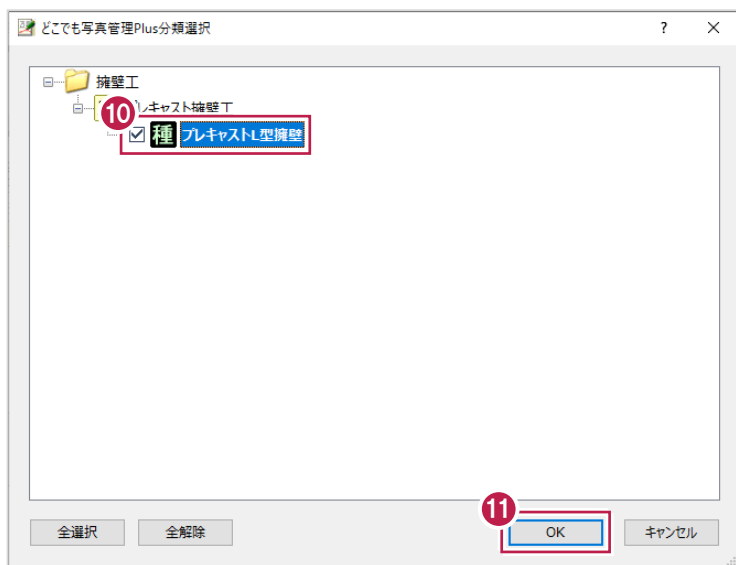 どこでも写真管理Plus分類選択 ? ×
擁壁工
レキャスト擁壁工
10
種 プレキャストL型擁壁
11
全選択 全解除 OK キャンセル